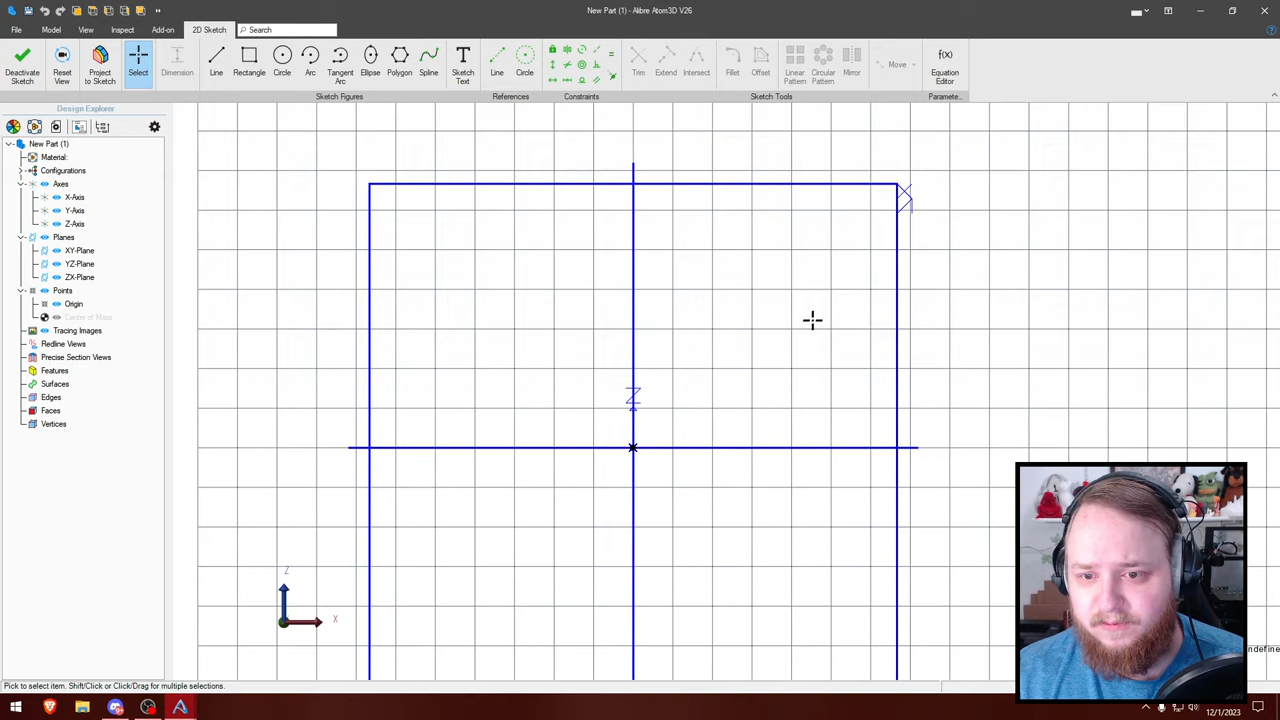 New Part (1) - Alibre Atom3D V26
File
Model
View
Inspect
Add-on
2D Sketch
Search
Deactivate Sketch
Reset View
Project to Sketch
Select
Dimension
Line
Rectangle
Circle
Arc
Tangent Arc
Ellipse
Polygon
Spline
Sketch Text
Line
Circle
Trim
Extend
Intersect
Fillet
Offset
Linear Pattern
Circular Pattern
Mirror
Move
f(x)
Equation Editor
Sketch Figures
References
Constraints
Sketch Tools
Paramete...
Design Explorer
New Part (1)
Material:
Configurations
Axes
X-Axis
Y-Axis
Z-Axis
Planes
XY-Plane
YZ-Plane
ZX-Plane
Points
Origin
Center of Mass
Tracing Images
Redline Views
Precise Section Views
Features
Surfaces
Edges
Faces
Vertices
Z
Z
X
ndefine
Pick to select item. Shift/Click or Click/Drag for multiple selections.
12/1/2023